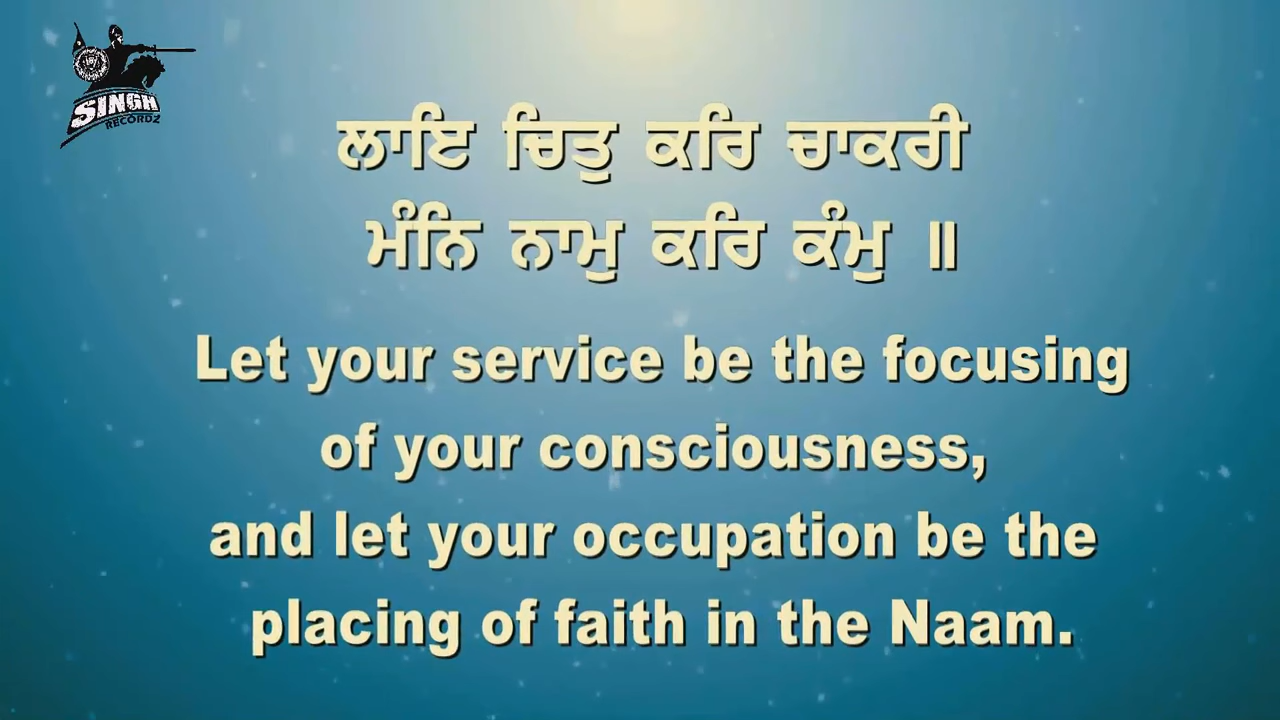 SINGH
RECORDZ
ਲਾਇ ਚਿਤੁ ਕਰਿ ਚਾਕਰੀ
ਮੰਨਿ ਨਾਮੁ ਕਰਿ ਕੰਮੁ ॥
Let your service be the focusing
of your consciousness,
and let your occupation be the
placing of faith in the Naam.